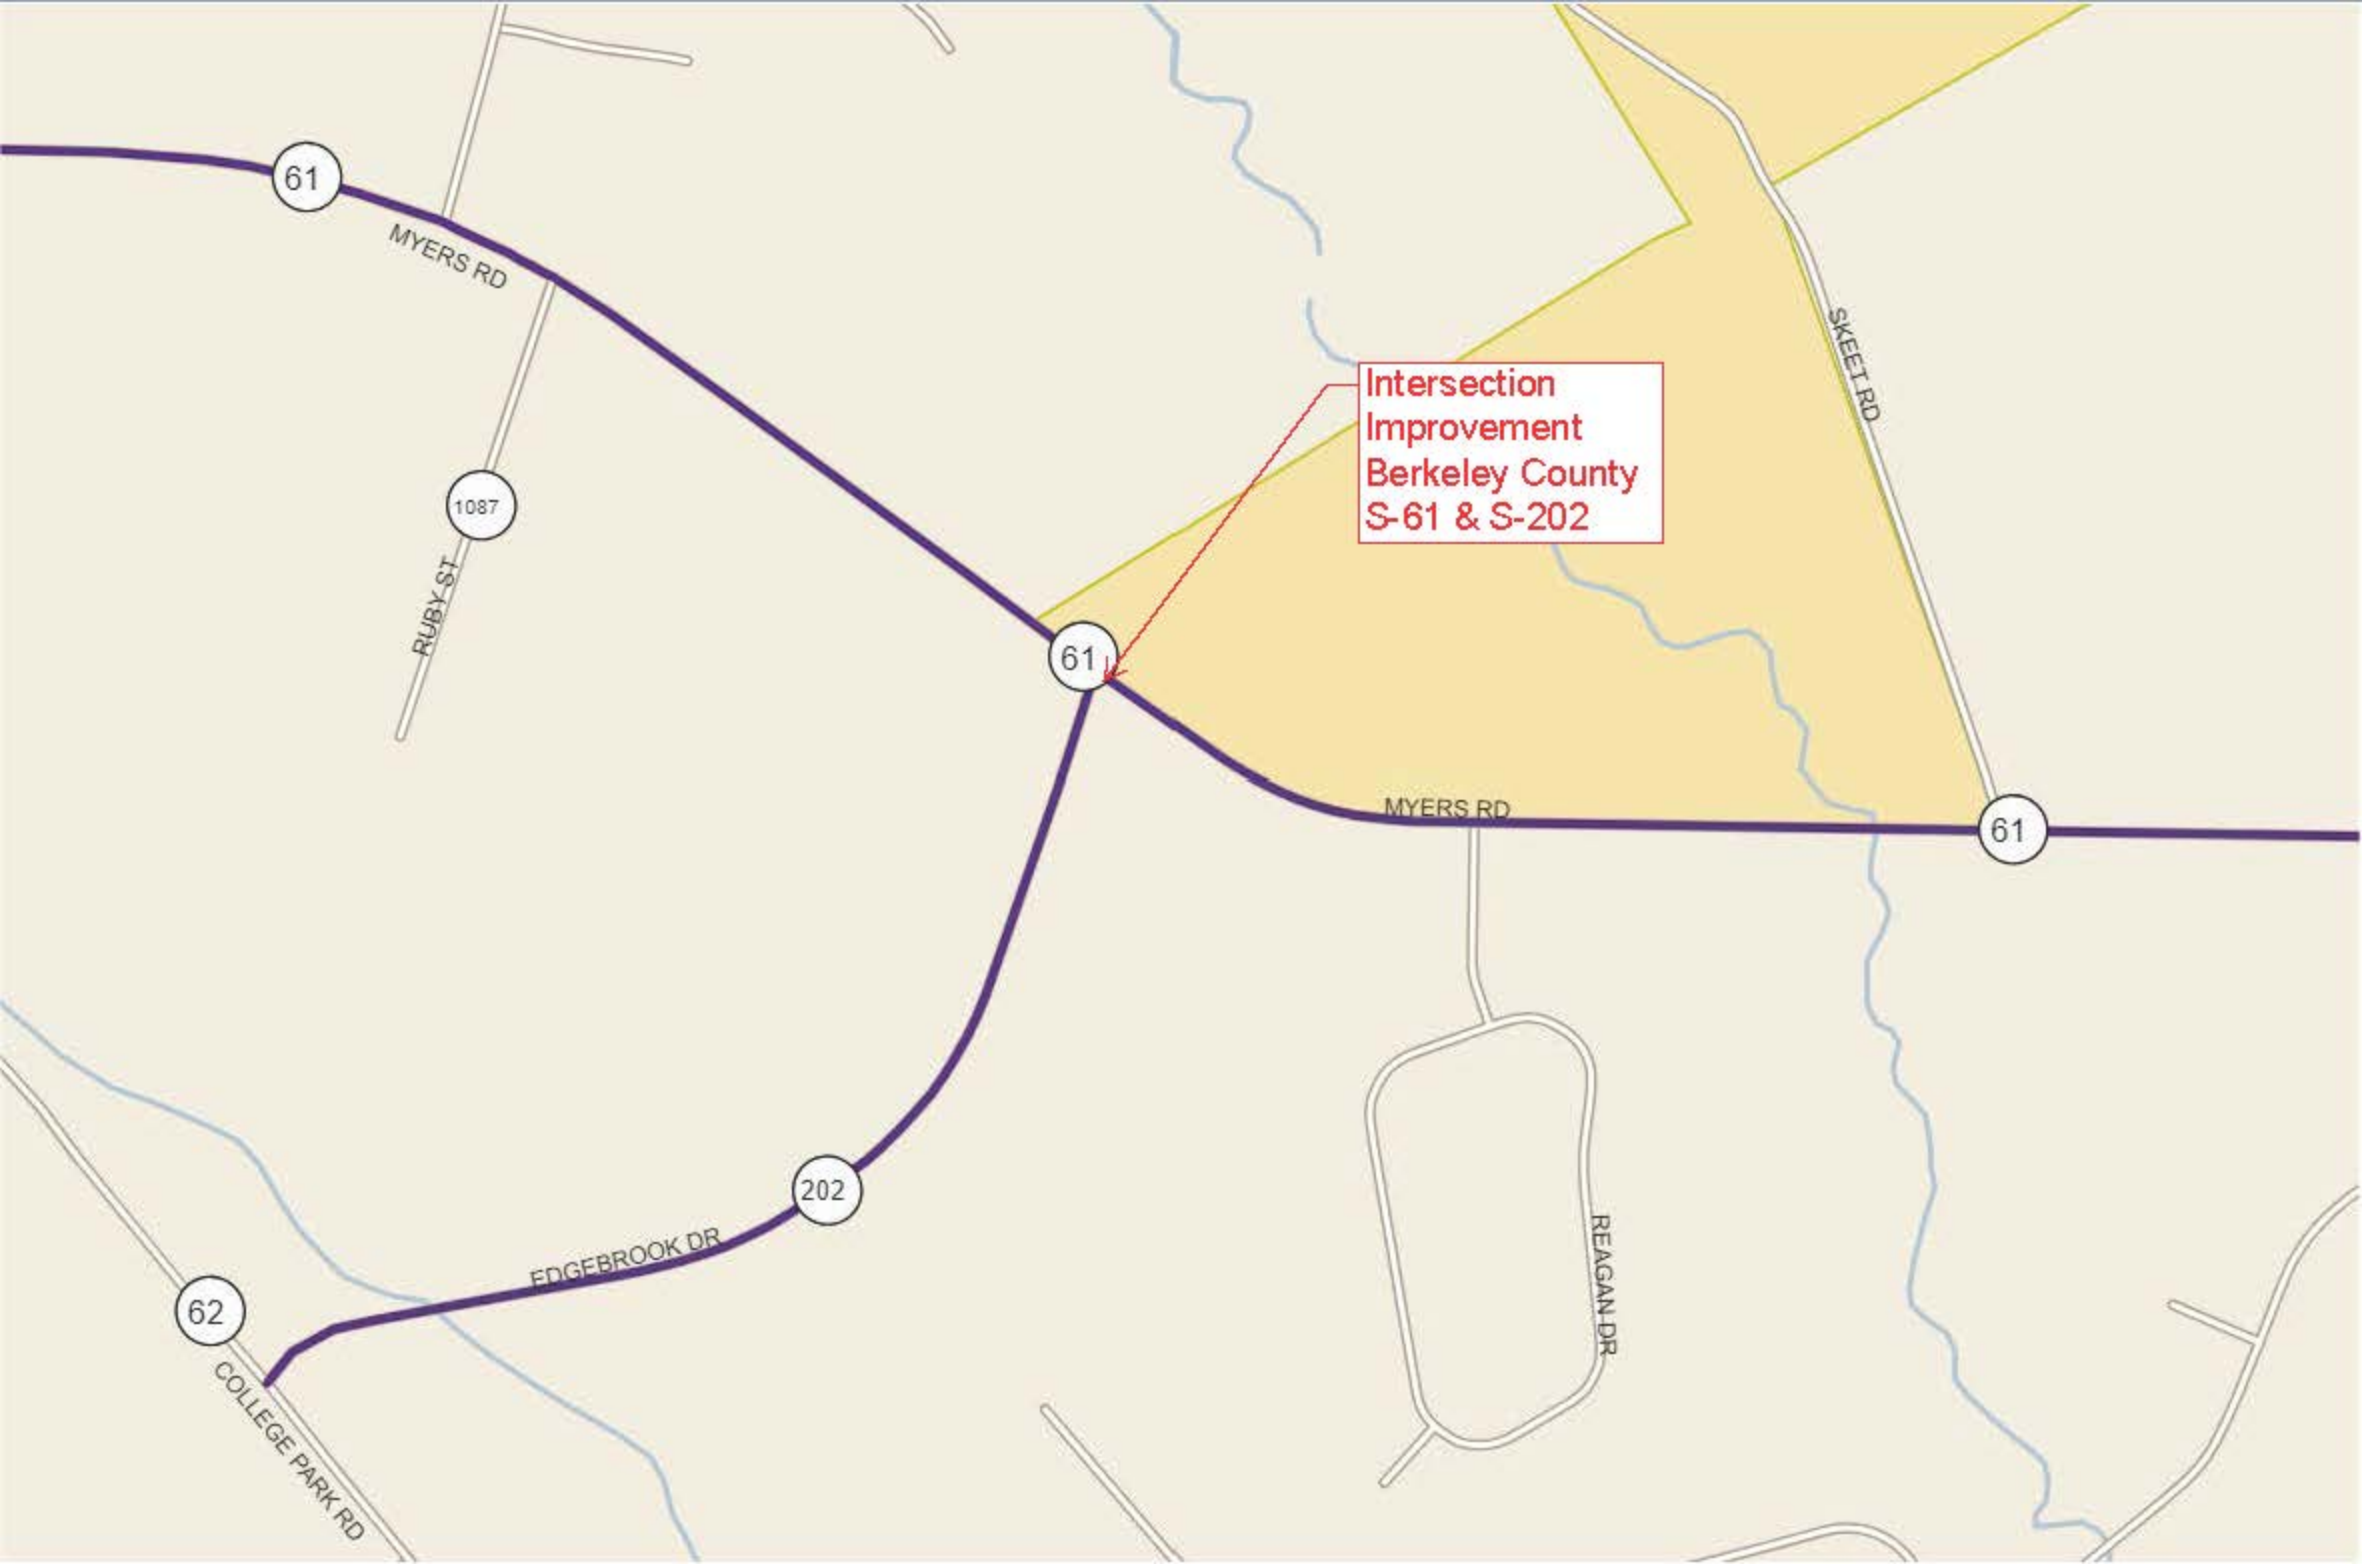 61
MYERS RD
SKEET RD
Intersection
Improvement
Berkeley County
S-61 & S-202
1087
RUBY ST
61
MYERS RD
61
202
EDGEBROOK DR
REAGAN DR
62
COLLEGE PARK RD